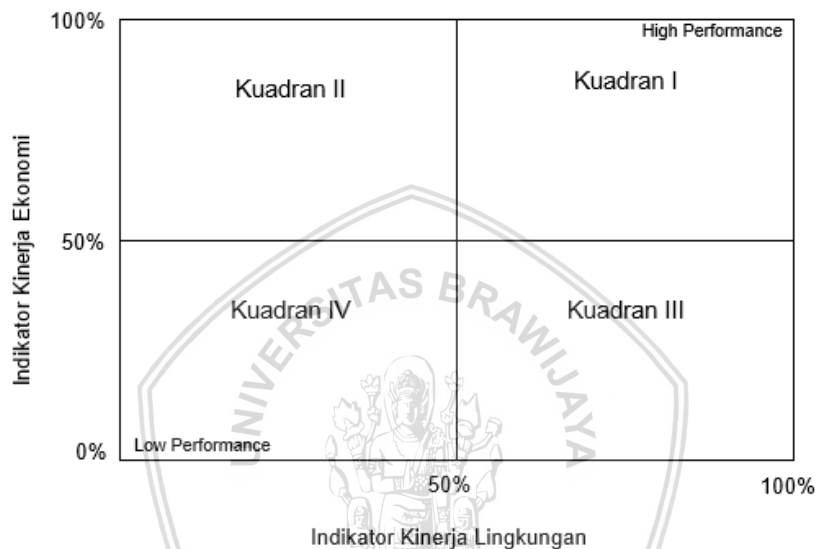 100%
High Performance
Kuadran II
Kuadran I
Indikator Kinerja Ekonomi
50%
UNIVERSITAS BRAWIJAYA
Kuadran IV
Kuadran III
0%
Low Performance
50%
100%
Indikator Kinerja Lingkungan